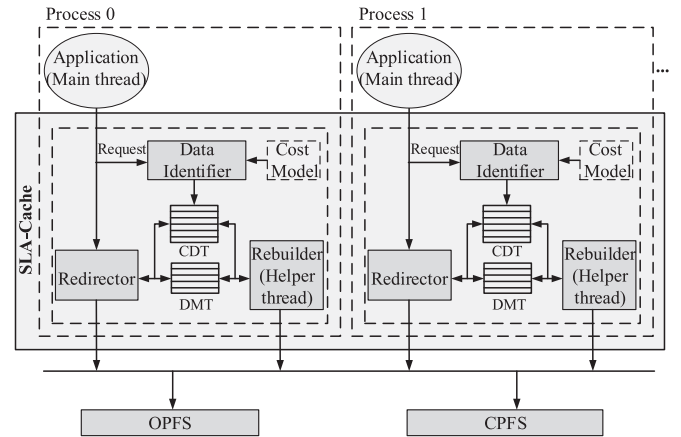 Process 0
Process 1
Application
(Main thread)
Application
(Main thread)
...
SLA-Cache
Request
Data
Identifier
Cost
Model
CDT
Redirector
DMT
Rebuilder
(Helper
thread)
Request
Data
Identifier
Cost
Model
CDT
Redirector
DMT
Rebuilder
(Helper
thread)
OPFS
CPFS